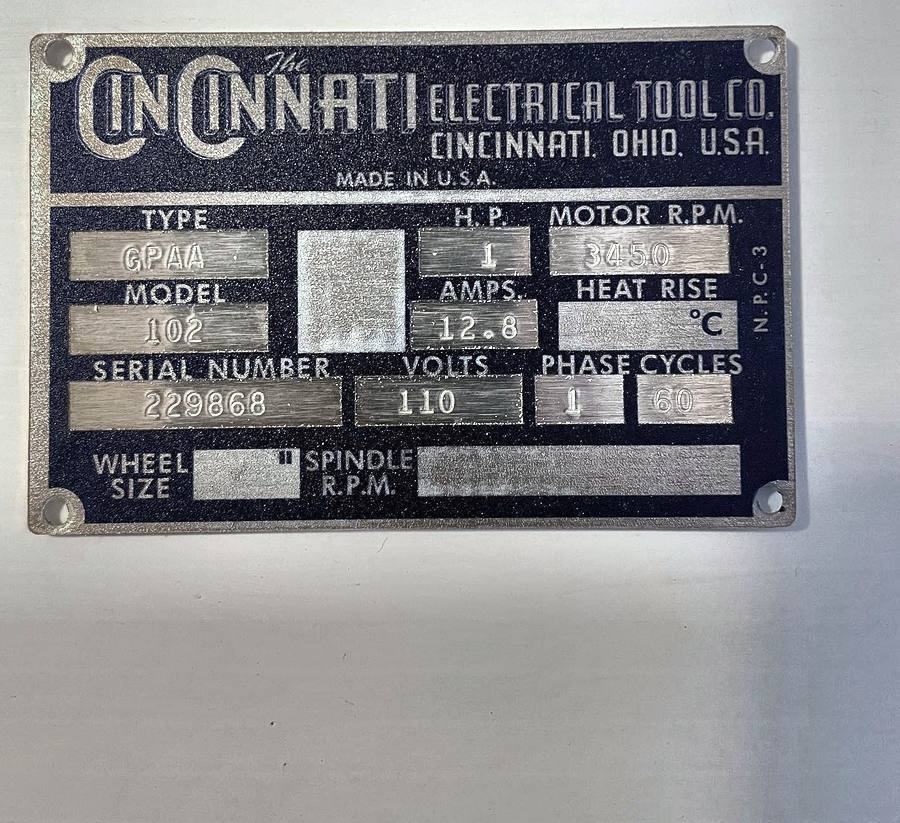 The CINCINNATI ELECTRICAL TOOL CO.
CINCINNATI, OHIO, U.S.A.
MADE IN U.S.A.
TYPE H.P. MOTOR R.P.M.
GPAA 1 3450
MODEL AMPS. HEAT RISE
102 12.8 °C
SERIAL NUMBER VOLTS PHASE CYCLES
229868 110 1 60
WHEEL SIZE "
SPINDLE R.P.M.
N.P.C-3